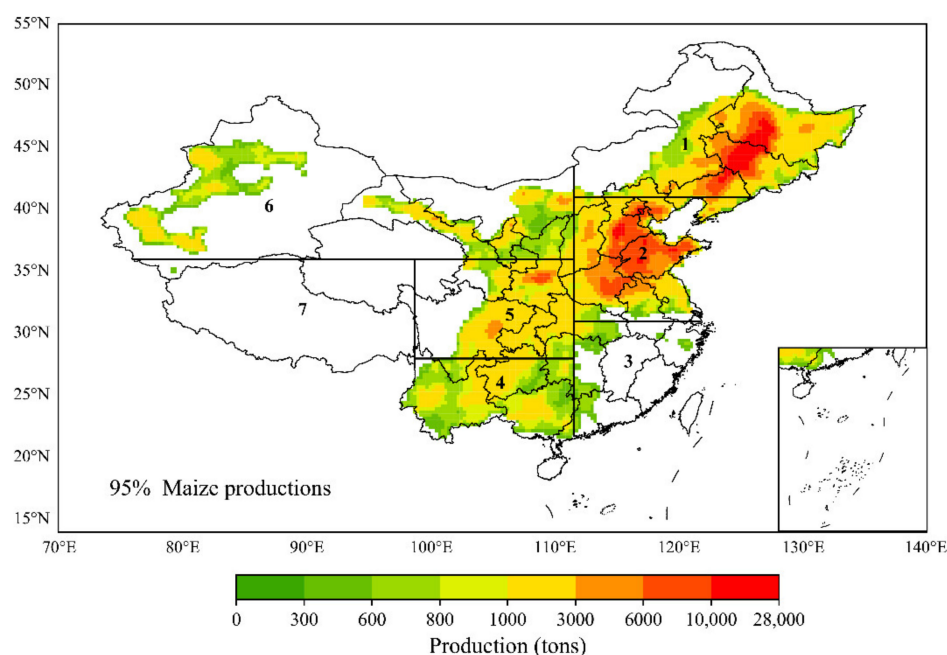 55°N
50°N
45°N
40°N
35°N
30°N
25°N
20°N
15°N
1
6
2
7
5
4
3
95% Maize productions
70°E 80°E 90°E 100°E 110°E 120°E 130°E 140°E
0 300 600 800 1000 3000 6000 10,000 28,000
Production (tons)